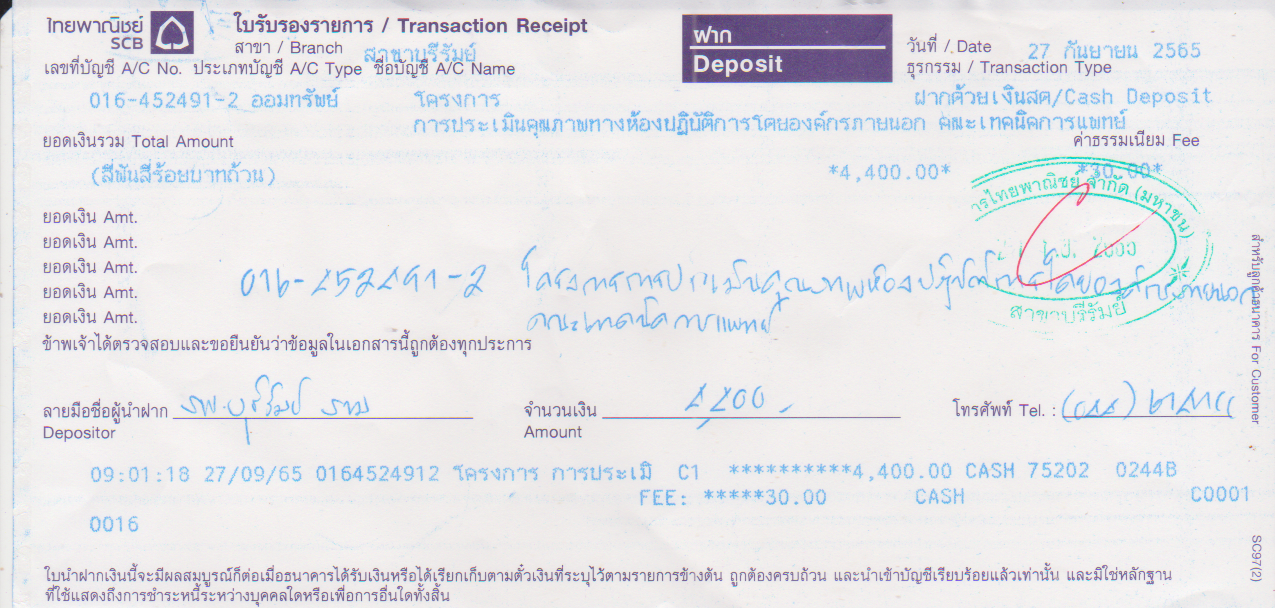 ไทยพาณิชย์
SCB
ใบรับรองรายการ / Transaction Receipt
สาขา / Branch สาขาบุรีรัมย์
ฝาก
Deposit
วันที่ / Date 27 กันยายน 2565
เลขที่บัญชี A/C No. ประเภทบัญชี A/C Type ชื่อบัญชี A/C Name
ธุรกรรม / Transaction Type
016-452491-2 ออมทรัพย์ โครงการ
ฝากด้วยเงินสด/Cash Deposit
การประเมินคุณภาพทางห้องปฏิบัติการโดยองค์กรภายนอก คณะเทคนิคการแพทย์
ยอดเงินรวม Total Amount
ค่าธรรมเนียม Fee
(สี่พันสี่ร้อยบาทถ้วน) *4,400.00* *30.00*
ารไทยพาณิชย์ จำกัด (มหาชน)
สาขาบุรีรัมย์
ยอดเงิน Amt.
ยอดเงิน Amt.
ยอดเงิน Amt.
ยอดเงิน Amt.
ยอดเงิน Amt.
016-452491-2 โครงการการประเมินคุณภาพห้องปฏิบัติการโดยองค์กรภายนอก
คณะเทคนิคการแพทย์
ข้าพเจ้าได้ตรวจสอบและขอยืนยันว่าข้อมูลในเอกสารนี้ถูกต้องทุกประการ
ลายมือชื่อผู้นำฝาก รพ.บุรีรัมย์ ราม
Depositor
จำนวนเงิน 4,400
Amount
โทรศัพท์ Tel. :
09:01:18 27/09/65 0164524912 โครงการ การประเมิ C1 **********4,400.00 CASH 75202 0244B
FEE: *****30.00 CASH C0001
0016
ใบนำฝากเงินนี้จะมีผลสมบูรณ์ก็ต่อเมื่อธนาคารได้รับเงินหรือได้เรียกเก็บตามตั๋วเงินที่ระบุไว้ตามรายการข้างต้น ถูกต้องครบถ้วน และนำเข้าบัญชีเรียบร้อยแล้วเท่านั้น และมิใช่หลักฐาน
ที่ใช้แสดงถึงการชำระหนี้ระหว่างบุคคลใดหรือเพื่อการอื่นใดทั้งสิ้น
สำหรับลูกค้าธนาคาร For Customer
SC97(2)